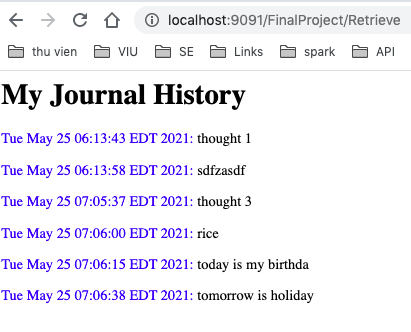 localhost:9091/FinalProject/Retrieve
thu vien VIU SE Links spark API
My Journal History
Tue May 25 06:13:43 EDT 2021: thought 1
Tue May 25 06:13:58 EDT 2021: sdfzasdf
Tue May 25 07:05:37 EDT 2021: thought 3
Tue May 25 07:06:00 EDT 2021: rice
Tue May 25 07:06:15 EDT 2021: today is my birthda
Tue May 25 07:06:38 EDT 2021: tomorrow is holiday